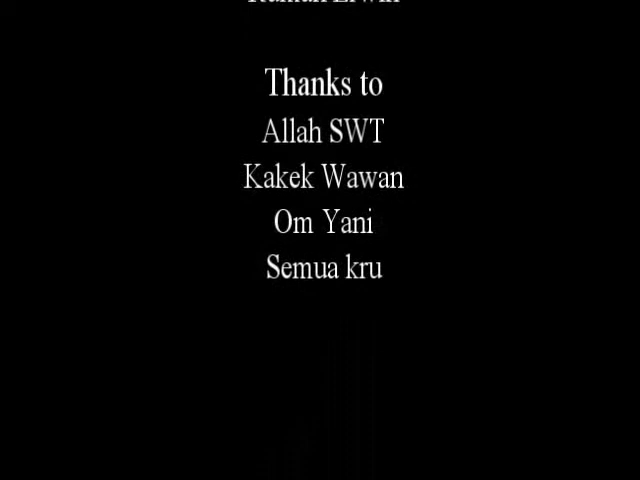 Thanks to
Allah SWT
Kakek Wawan
Om Yani
Semua kru